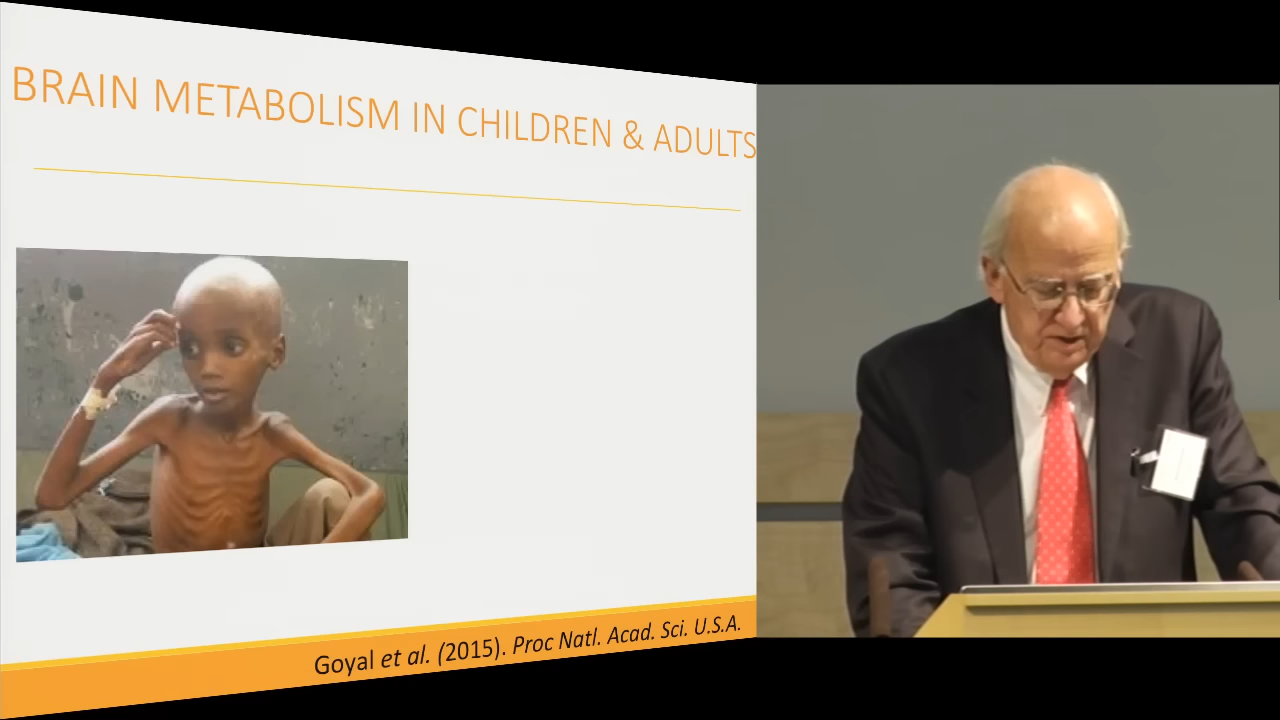 BRAIN METABOLISM IN CHILDREN & ADULTS
Goyal et al. (2015). Proc Natl. Acad. Sci. U.S.A.